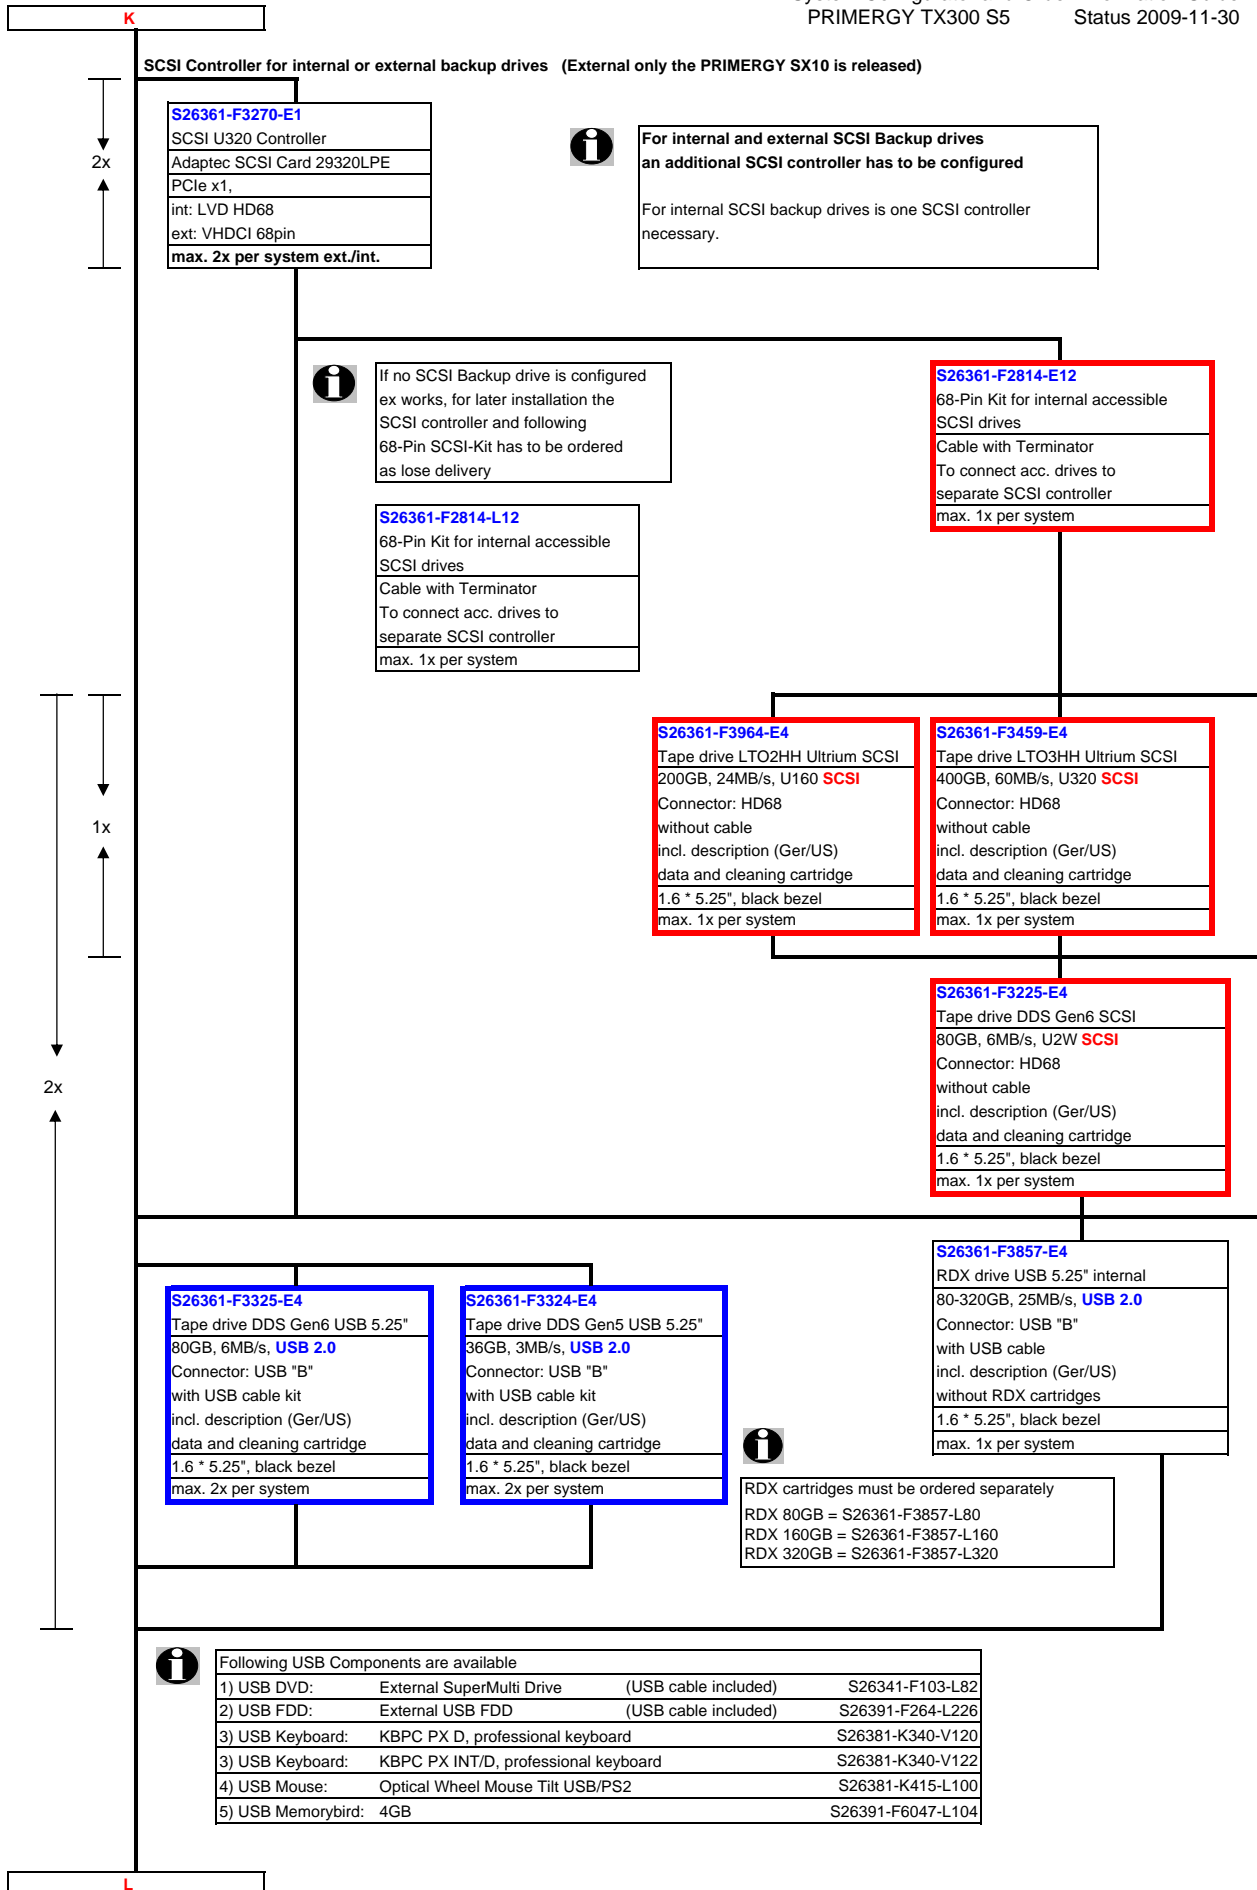 K
PRIMERGY TX300 S5 Status 2009-11-30
SCSI Controller for internal or external backup drives (External only the PRIMERGY SX10 is released)
S26361-F3270-E1
SCSI U320 Controller
Adaptec SCSI Card 29320LPE
PCIe x1,
int: LVD HD68
ext: VHDCI 68pin
max. 2x per system ext./int.
2x
For internal and external SCSI Backup drives
an additional SCSI controller has to be configured
For internal SCSI backup drives is one SCSI controller
necessary.
If no SCSI Backup drive is configured
ex works, for later installation the
SCSI controller and following
68-Pin SCSI-Kit has to be ordered
as lose delivery
S26361-F2814-L12
68-Pin Kit for internal accessible
SCSI drives
Cable with Terminator
To connect acc. drives to
separate SCSI controller
max. 1x per system
S26361-F2814-E12
68-Pin Kit for internal accessible
SCSI drives
Cable with Terminator
To connect acc. drives to
separate SCSI controller
max. 1x per system
1x
S26361-F3964-E4
Tape drive LTO2HH Ultrium SCSI
200GB, 24MB/s, U160 SCSI
Connector: HD68
without cable
incl. description (Ger/US)
data and cleaning cartridge
1.6 * 5.25", black bezel
max. 1x per system
S26361-F3459-E4
Tape drive LTO3HH Ultrium SCSI
400GB, 60MB/s, U320 SCSI
Connector: HD68
without cable
incl. description (Ger/US)
data and cleaning cartridge
1.6 * 5.25", black bezel
max. 1x per system
2x
S26361-F3225-E4
Tape drive DDS Gen6 SCSI
80GB, 6MB/s, U2W SCSI
Connector: HD68
without cable
incl. description (Ger/US)
data and cleaning cartridge
1.6 * 5.25", black bezel
max. 1x per system
S26361-F3325-E4
Tape drive DDS Gen6 USB 5.25"
80GB, 6MB/s, USB 2.0
Connector: USB "B"
with USB cable kit
incl. description (Ger/US)
data and cleaning cartridge
1.6 * 5.25", black bezel
max. 2x per system
S26361-F3324-E4
Tape drive DDS Gen5 USB 5.25"
36GB, 3MB/s, USB 2.0
Connector: USB "B"
with USB cable kit
incl. description (Ger/US)
data and cleaning cartridge
1.6 * 5.25", black bezel
max. 2x per system
S26361-F3857-E4
RDX drive USB 5.25" internal
80-320GB, 25MB/s, USB 2.0
Connector: USB "B"
with USB cable
incl. description (Ger/US)
without RDX cartridges
1.6 * 5.25", black bezel
max. 1x per system
RDX cartridges must be ordered separately
RDX 80GB = S26361-F3857-L80
RDX 160GB = S26361-F3857-L160
RDX 320GB = S26361-F3857-L320
Following USB Components are available
1) USB DVD: External SuperMulti Drive (USB cable included) S26341-F103-L82
2) USB FDD: External USB FDD (USB cable included) S26391-F264-L226
3) USB Keyboard: KBPC PX D, professional keyboard S26381-K340-V120
3) USB Keyboard: KBPC PX INT/D, professional keyboard S26381-K340-V122
4) USB Mouse: Optical Wheel Mouse Tilt USB/PS2 S26381-K415-L100
5) USB Memorybird: 4GB S26391-F6047-L104
L